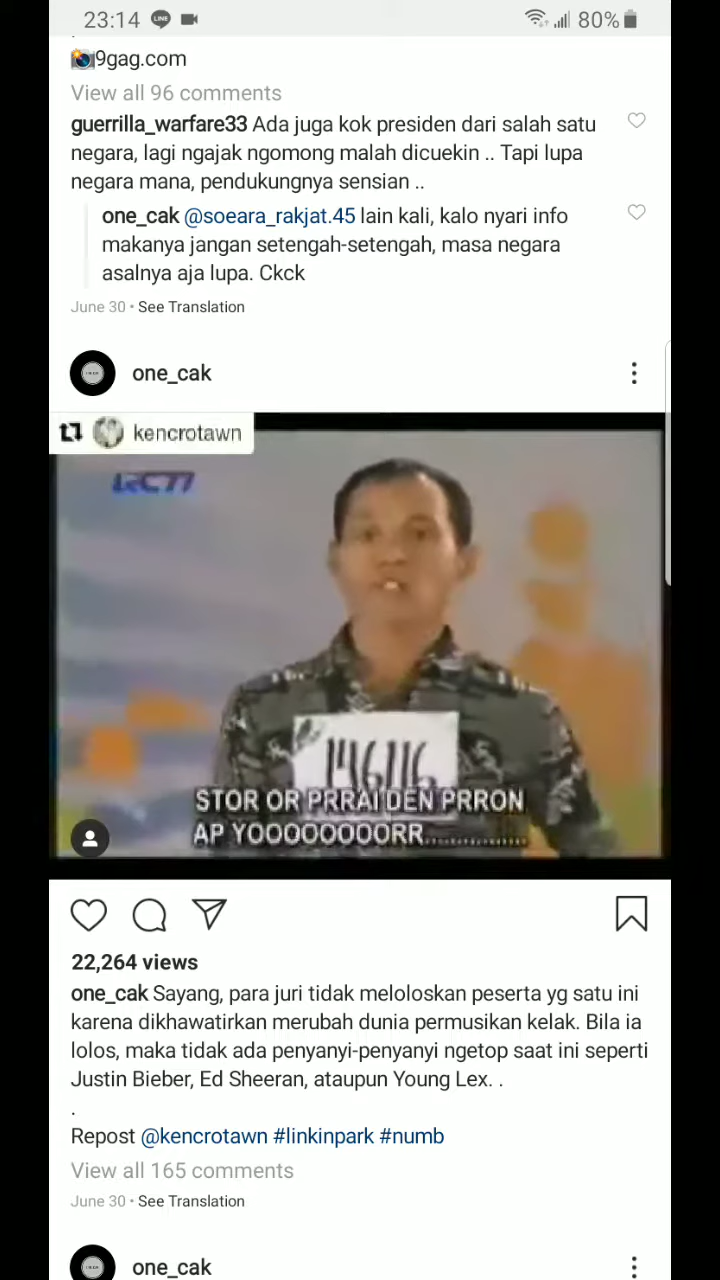 23:14 LINE 80%
9gag.com
View all 96 comments
guerrilla_warfare33 Ada juga kok presiden dari salah satu
negara, lagi ngajak ngomong malah dicuekin .. Tapi lupa
negara mana, pendukungnya sensian ..
one_cak @soeara_rakjat.45 lain kali, kalo nyari info
makanya jangan setengah-setengah, masa negara
asalnya aja lupa. Ckck
June 30 • See Translation
one_cak
kencrotawn
RCTI
146116
STOR OR PRRAI DEN PRRON
AP YOOOOOOOORR..................
22,264 views
one_cak Sayang, para juri tidak meloloskan peserta yg satu ini
karena dikhawatirkan merubah dunia permusikan kelak. Bila ia
lolos, maka tidak ada penyanyi-penyanyi ngetop saat ini seperti
Justin Bieber, Ed Sheeran, ataupun Young Lex. .
.
Repost @kencrotawn #linkinpark #numb
View all 165 comments
June 30 • See Translation
one_cak